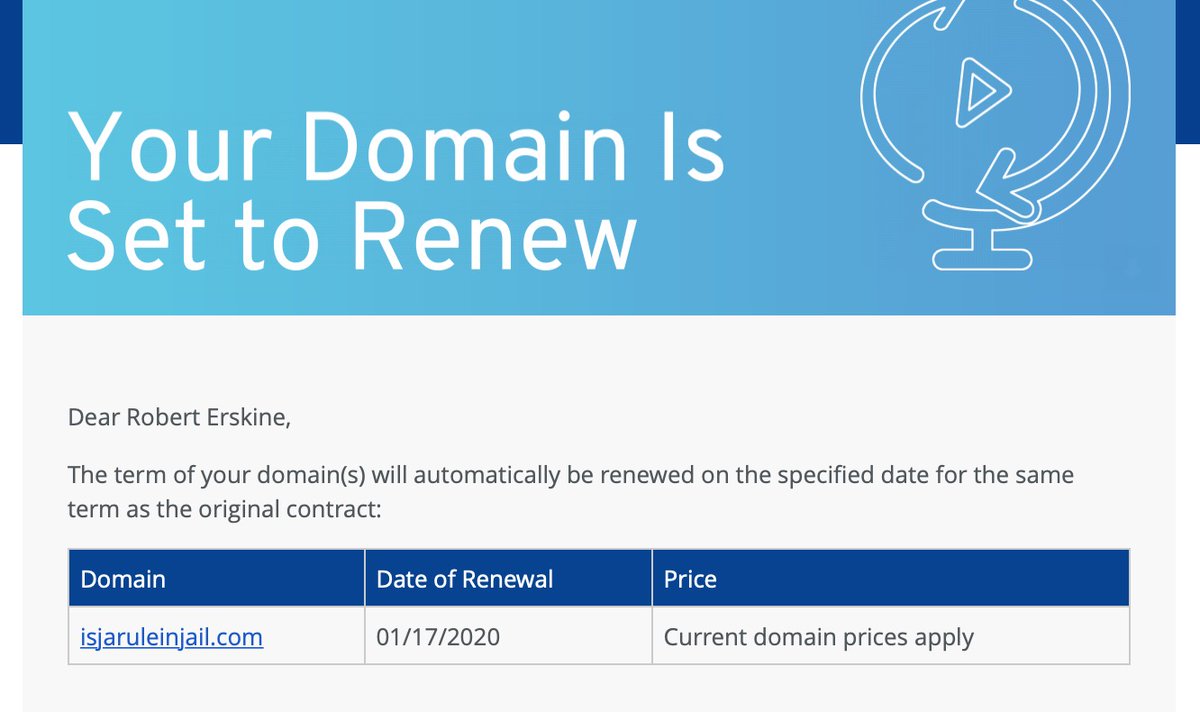 Your Domain Is
Set to Renew
Dear Robert Erskine,
The term of your domain(s) will automatically be renewed on the specified date for the same
term as the original contract:
Domain Date of Renewal Price
isjaruleinjail.com 01/17/2020 Current domain prices apply